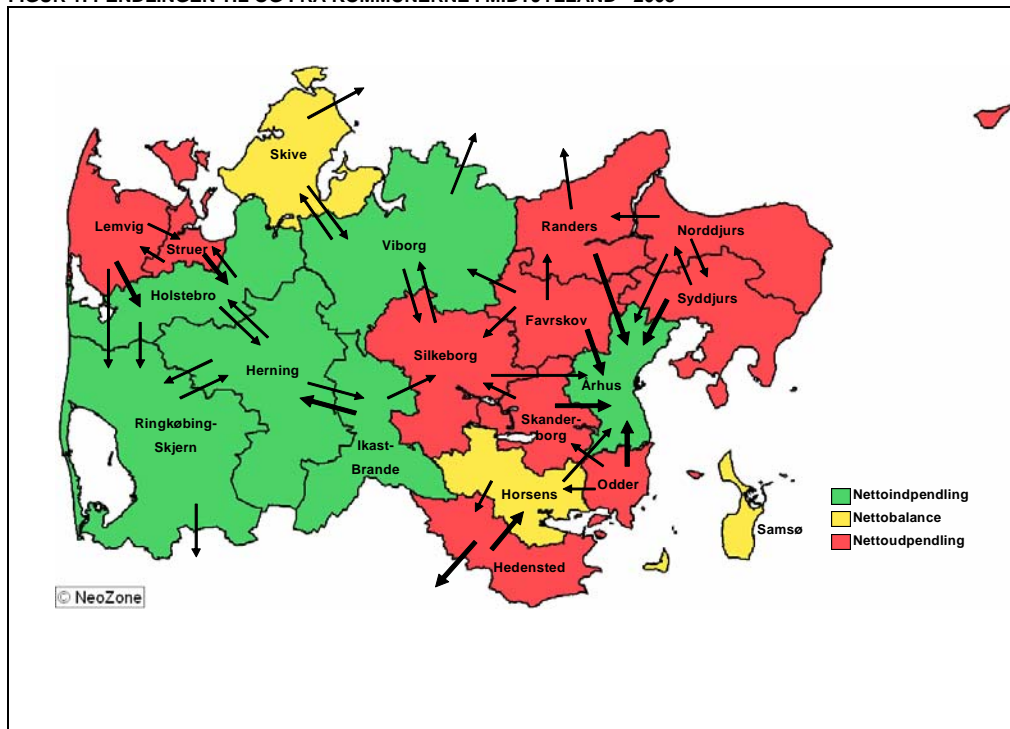 Skive
Lemvig
Struer
Viborg
Randers
Norddjurs
Holstebro
Syddjurs
Favrskov
Silkeborg
Herning
Århus
Ringkøbing-
Skjern
Skander-
borg
Ikast-
Brande
Horsens
Odder
Samsø
Hedensted
Nettoindpendling
Nettobalance
Nettoudpendling
© NeoZone